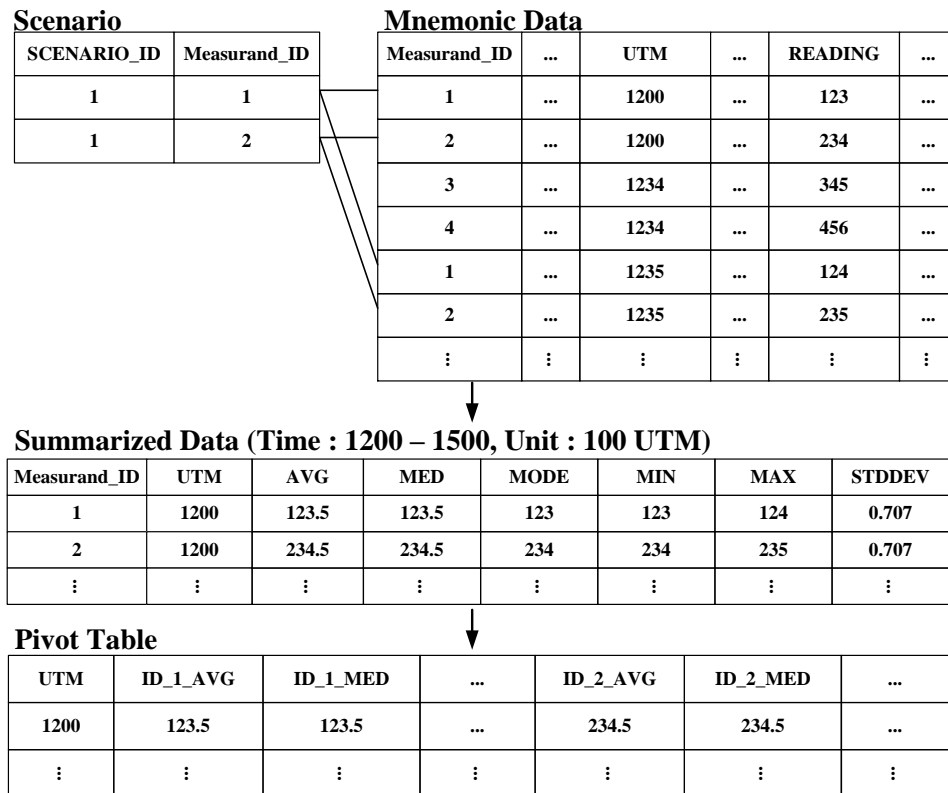 Scenario
SCENARIO_ID Measurand_ID
1 1
1 2
Mnemonic Data
Measurand_ID ... UTM ... READING ...
1 ... 1200 ... 123 ...
2 ... 1200 ... 234 ...
3 ... 1234 ... 345 ...
4 ... 1234 ... 456 ...
1 ... 1235 ... 124 ...
2 ... 1235 ... 235 ...
⋮ ⋮ ⋮ ⋮ ⋮ ⋮
Summarized Data (Time : 1200 – 1500, Unit : 100 UTM)
Measurand_ID UTM AVG MED MODE MIN MAX STDDEV
1 1200 123.5 123.5 123 123 124 0.707
2 1200 234.5 234.5 234 234 235 0.707
⋮ ⋮ ⋮ ⋮ ⋮ ⋮ ⋮ ⋮
Pivot Table
UTM ID_1_AVG ID_1_MED ... ID_2_AVG ID_2_MED ...
1200 123.5 123.5 ... 234.5 234.5 ...
⋮ ⋮ ⋮ ⋮ ⋮ ⋮ ⋮